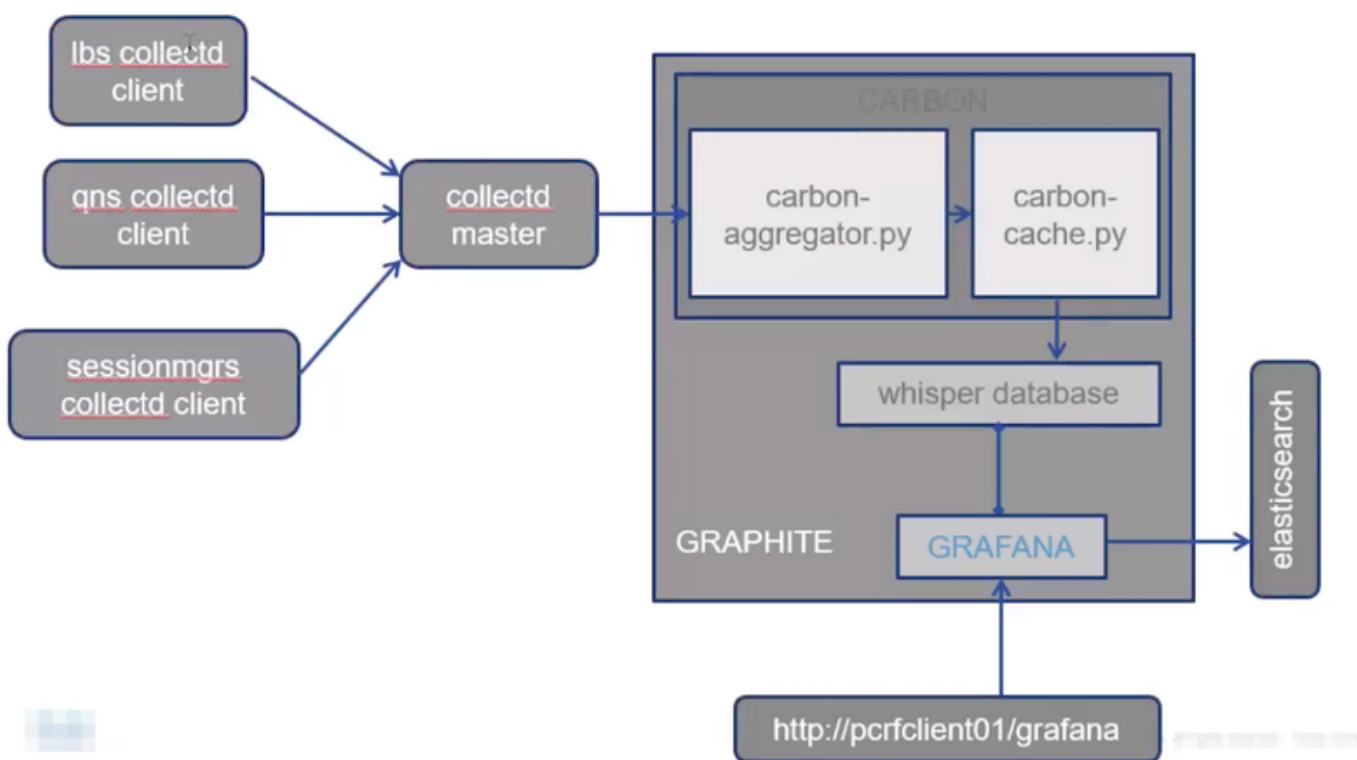 lbs collectd
client
qns collectd
client
sessionmgrs
collectd client
collectd
master
CARBON
carbon-
aggregator.py
carbon-
cache.py
whisper database
GRAPHITE
GRAFANA
elasticsearch
http://pcrfclient01/grafana